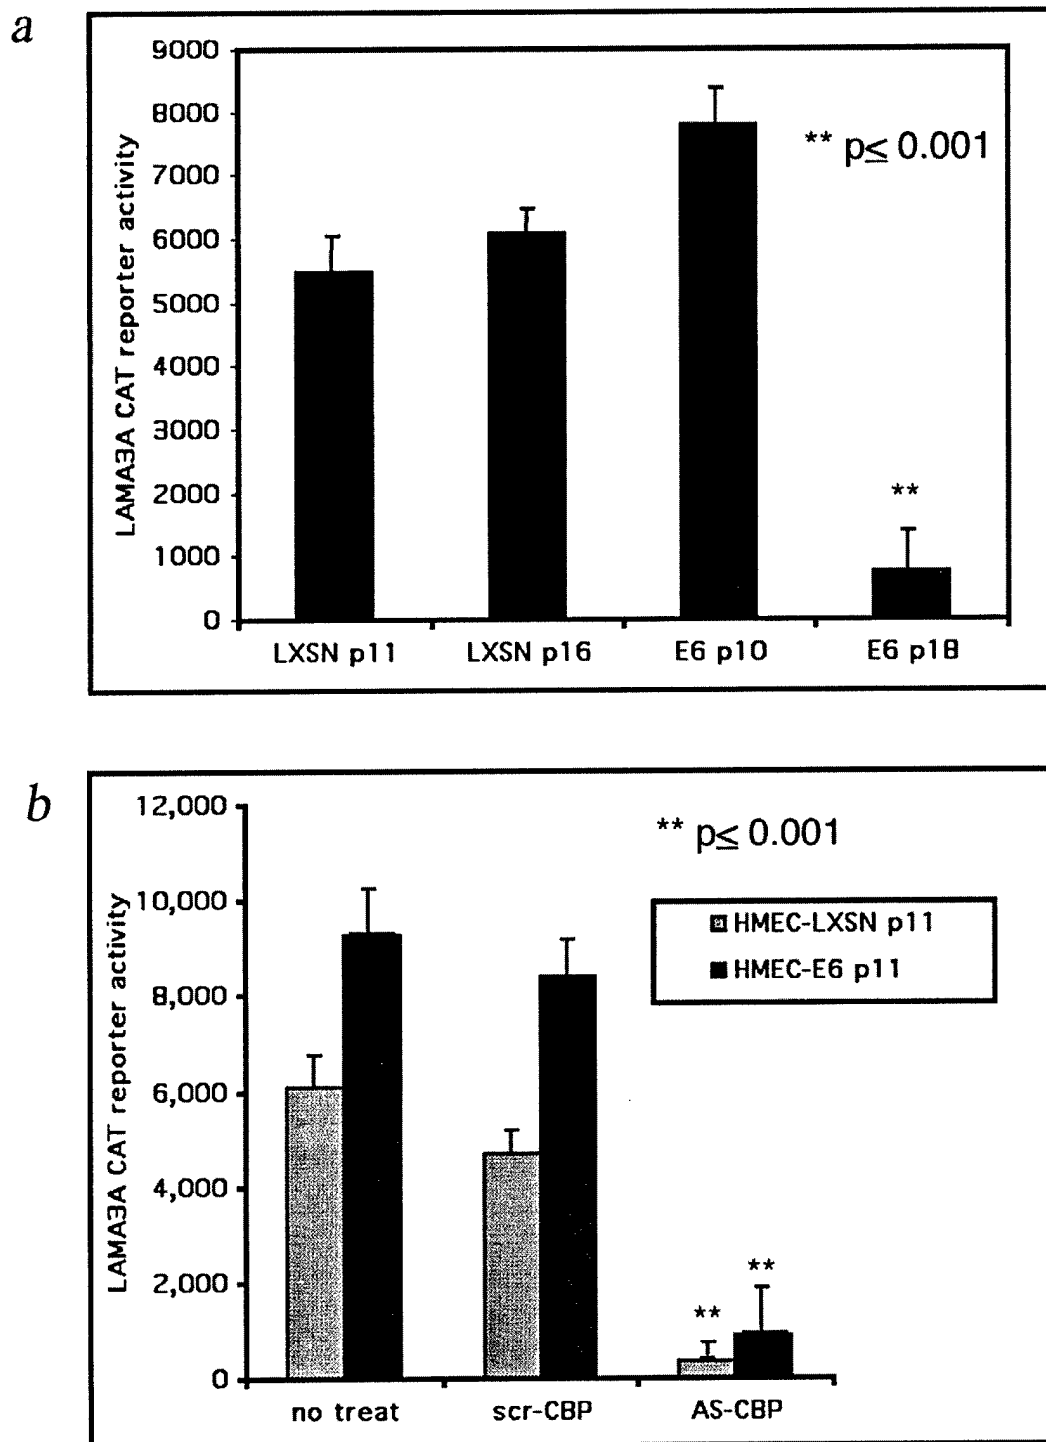 a
9000
8000
7000
6000
5000
4000
3000
2000
1000
0
LAMA3A CAT reporter activity
** p≤ 0.001
**
LXSN p11
LXSN p16
E6 p10
E6 p18
b
12,000
10,000
8,000
6,000
4,000
2,000
0
LAMA3A CAT reporter activity
** p≤ 0.001
HMEC-LXSN p11
HMEC-E6 p11
**
**
no treat
scr-CBP
AS-CBP